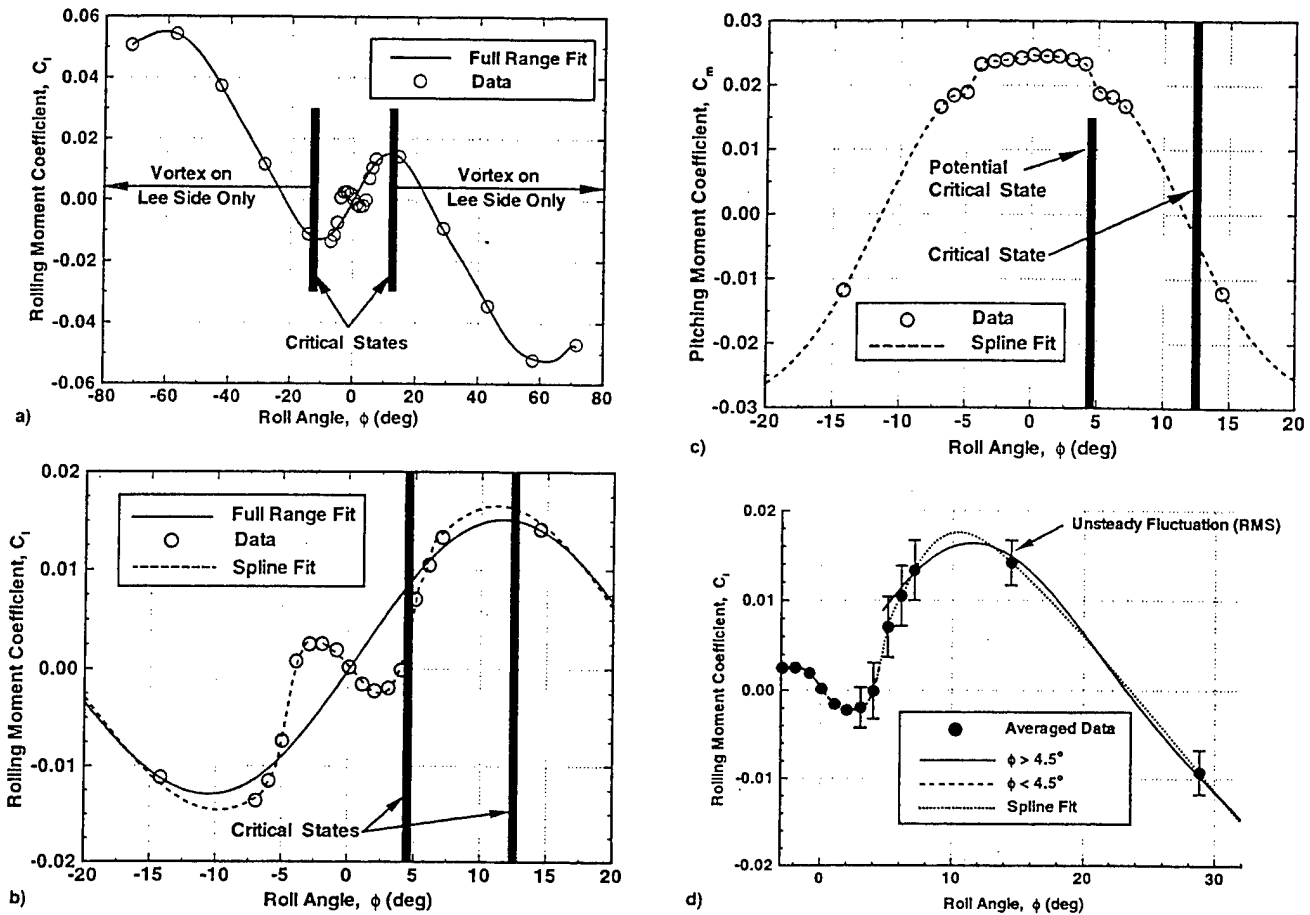 0.06
0.04
0.02
0.00
-0.02
-0.04
-0.06
Rolling Moment Coefficient, Cl
Full Range Fit
Data
Vortex on
Lee Side Only
Vortex on
Lee Side Only
Critical States
-80 -60 -40 -20 0 20 40 60 80
Roll Angle, ϕ (deg)
a)
0.03
0.02
0.01
0.00
-0.01
-0.02
-0.03
Pitching Moment Coefficient, Cm
Potential
Critical State
Critical State
Data
Spline Fit
-20 -15 -10 -5 0 5 10 15 20
Roll Angle, ϕ (deg)
c)
0.02
0.01
0.00
-0.01
-0.02
Rolling Moment Coefficient, Cl
Full Range Fit
Data
Spline Fit
Critical States
-20 -15 -10 -5 0 5 10 15 20
Roll Angle, ϕ (deg)
b)
0.02
0.01
0.00
-0.01
-0.02
Rolling Moment Coefficient, Cl
Unsteady Fluctuation (RMS)
Averaged Data
ϕ > 4.5°
ϕ < 4.5°
Spline Fit
0 10 20 30
Roll Angle, ϕ (deg)
d)